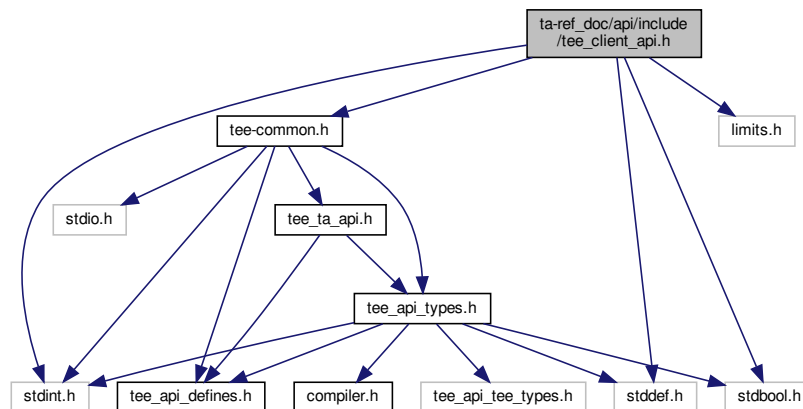 ta-ref_doc/api/include
/tee_client_api.h
tee-common.h
limits.h
stdio.h
tee_ta_api.h
tee_api_types.h
stdint.h
tee_api_defines.h
compiler.h
tee_api_tee_types.h
stddef.h
stdbool.h